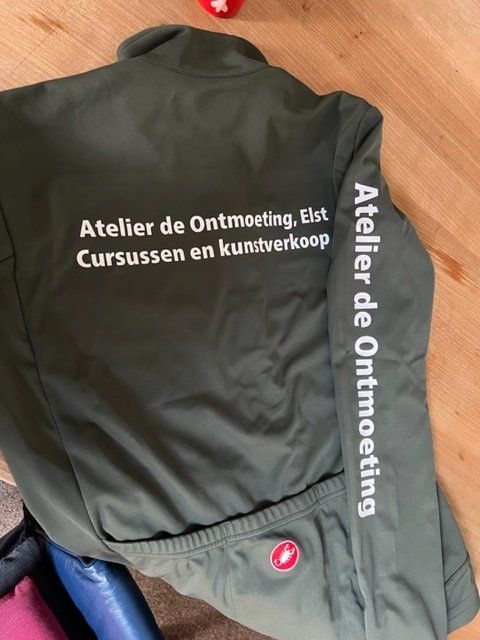 Atelier de Ontmoeting, Elst
Cursussen en kunstverkoop
Atelier de Ontmoeting